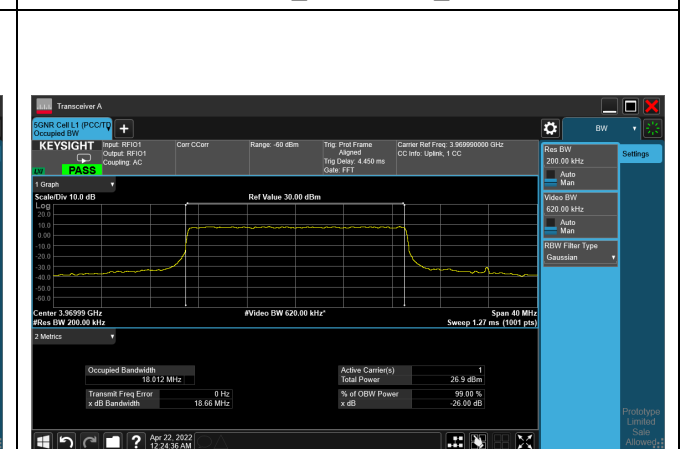 Transceiver A
5GNR Cell L1 (PCC/TD
Occupied BW
KEYSIGHT
Input: RFIO1
Output: RFIO1
Coupling: AC
Corr CCorr
Range: -60 dBm
Trig: Prot Frame
Aligned
Trig Delay: 4.450 ms
Gate: FFT
Carrier Ref Freq: 3.969990000 GHz
CC Info: Uplink, 1 CC
PASS
1 Graph
Scale/Div 10.0 dB
Ref Value 30.00 dBm
Log
20.0
10.0
0.00
-10.0
-20.0
-30.0
-40.0
-50.0
-60.0
Center 3.96999 GHz
#Video BW 620.00 kHz*
Span 40 MHz
#Res BW 200.00 kHz
Sweep 1.27 ms (1001 pts)
2 Metrics
Occupied Bandwidth
18.012 MHz
Transmit Freq Error 0 Hz
x dB Bandwidth 18.66 MHz
Active Carrier(s) 1
Total Power 26.9 dBm
% of OBW Power 99.00 %
x dB -26.00 dB
Apr 22, 2022
12:24:36 AM
BW
Res BW
200.00 kHz
Auto
Man
Video BW
620.00 kHz
Auto
Man
RBW Filter Type
Gaussian
Settings
Prototype
Limited
Sale
Allowed